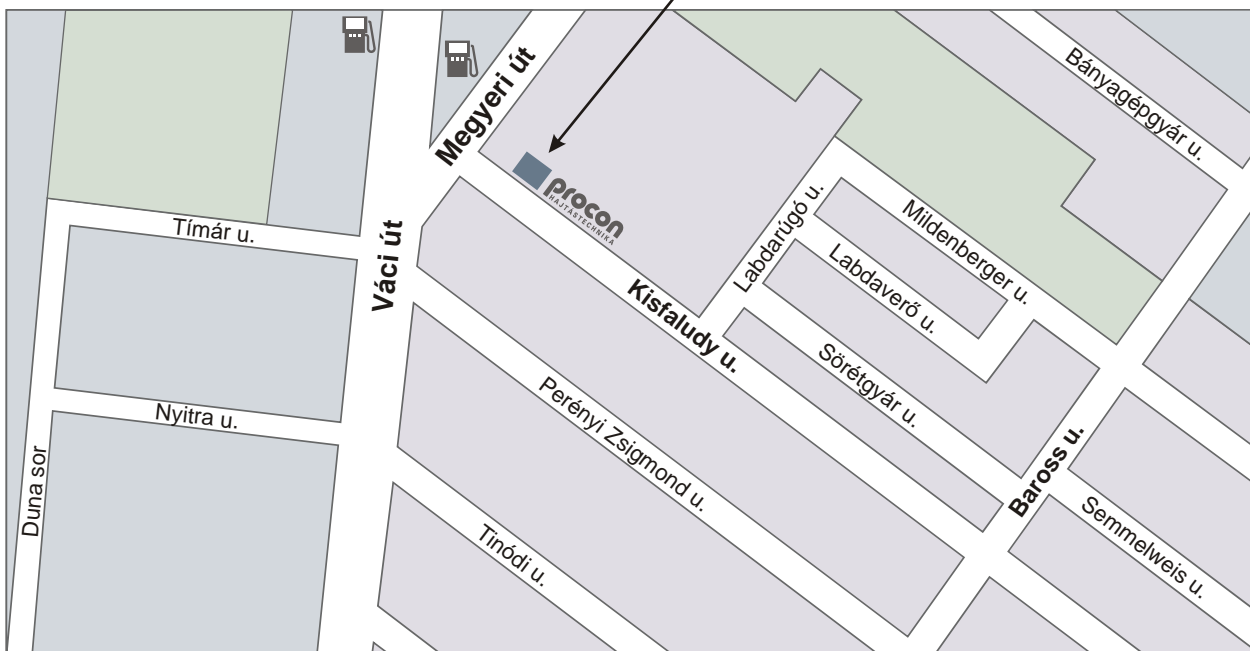 Megyeri út
Bányagépgyár u.
procon
HAJTÁSTECHNIKA
Tímár u.
Váci út
Labdarúgó u.
Mildenberger u.
Labdaverő u.
Kisfaludy u.
Sörétgyár u.
Perényi Zsigmond u.
Nyitra u.
Duna sor
Tinódi u.
Baross u.
Semmelweis u.